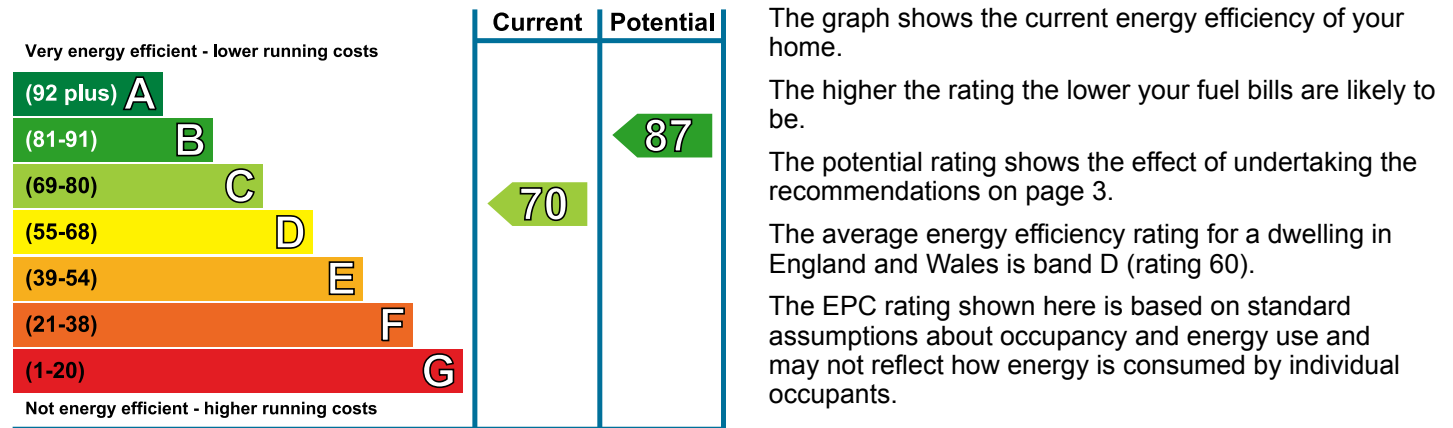 Current Potential
Very energy efficient - lower running costs
(92 plus) A
(81-91) B
87
(69-80) C
70
(55-68) D
(39-54) E
(21-38) F
(1-20) G
Not energy efficient - higher running costs
The graph shows the current energy efficiency of your
home.
The higher the rating the lower your fuel bills are likely to
be.
The potential rating shows the effect of undertaking the
recommendations on page 3.
The average energy efficiency rating for a dwelling in
England and Wales is band D (rating 60).
The EPC rating shown here is based on standard
assumptions about occupancy and energy use and
may not reflect how energy is consumed by individual
occupants.